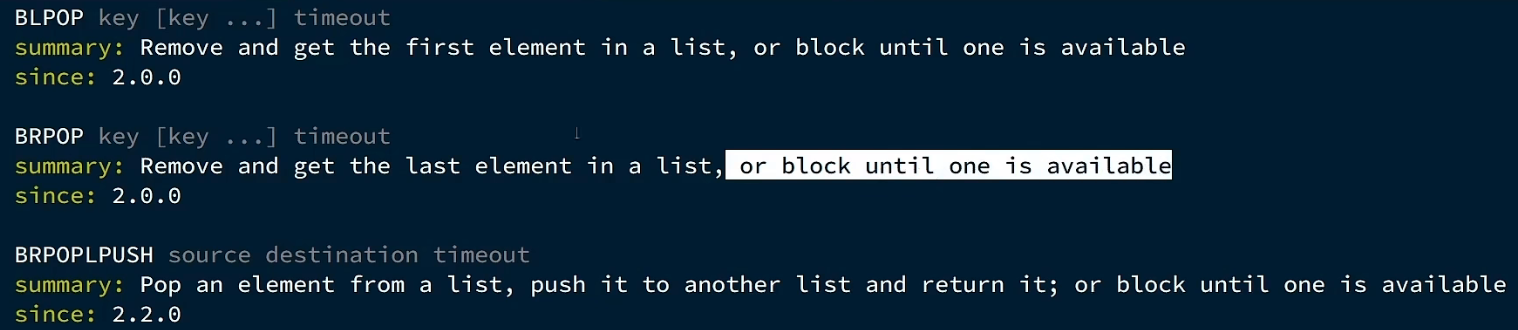 BLPOP key [key ...] timeout
summary: Remove and get the first element in a list, or block until one is available
since: 2.0.0
BRPOP key [key ...] timeout
summary: Remove and get the last element in a list, or block until one is available
since: 2.0.0
BRPOPLPUSH source destination timeout
summary: Pop an element from a list, push it to another list and return it; or block until one is available
since: 2.2.0